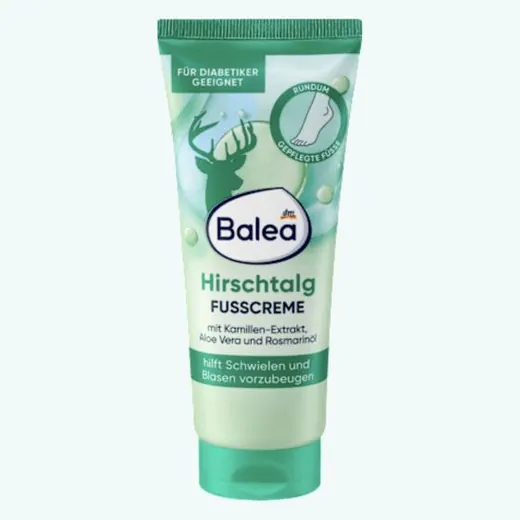 FÜR DIABETIKER
GEEIGNET
RUNDUM
GEPFLEGTE FÜSSE
dm
Balea
Hirschtalg
FUSSCREME
mit Kamillen-Extrakt,
Aloe Vera und Rosmarinöl
hilft Schwielen und
Blasen vorzubeugen